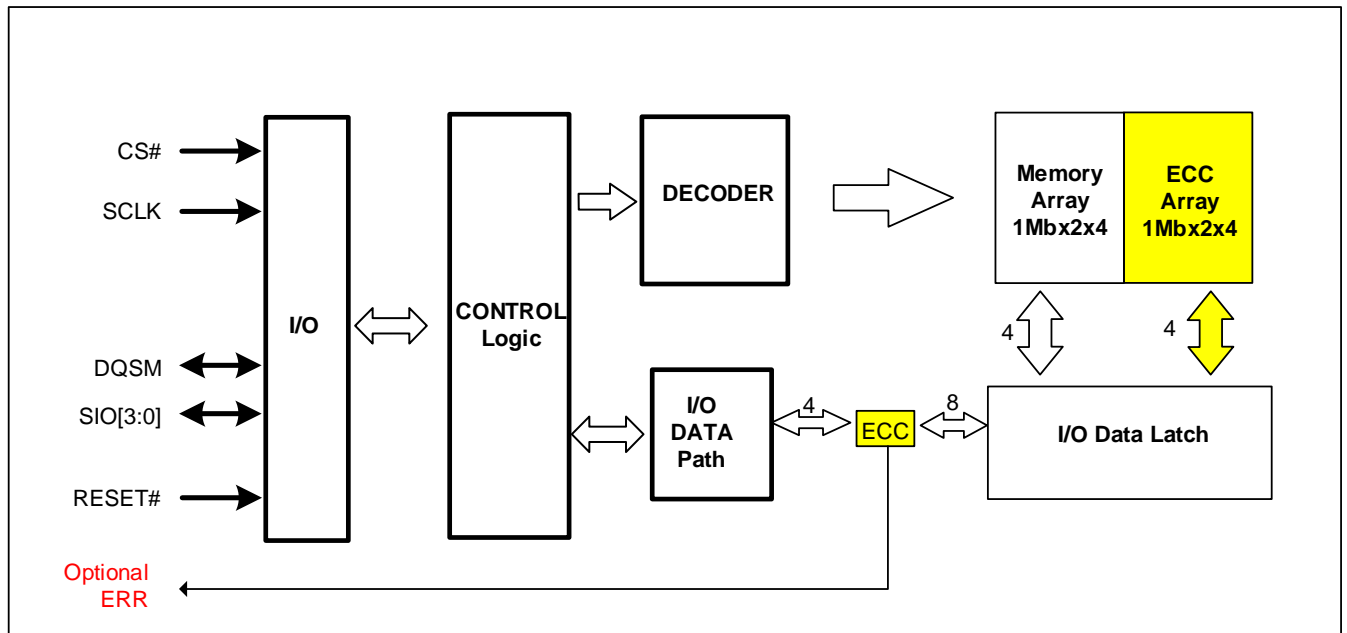 CS#
SCLK
DQSM
SIO[3:0]
RESET#
Optional
ERR
I/O
CONTROL
Logic
DECODER
I/O
DATA
Path
4
ECC
8
Memory
Array
1Mbx2x4
ECC
Array
1Mbx2x4
4
4
I/O Data Latch